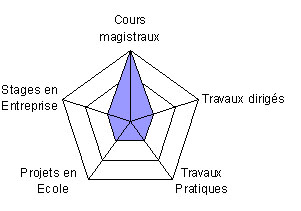 Cours
magistraux
Stages en
Entreprise
Travaux dirigés
Projets en
Ecole
Travaux
Pratiques